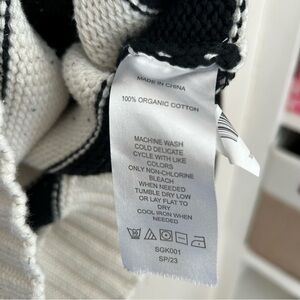 MADE IN CHINA
100% ORGANIC COTTON
MACHINE WASH
COLD DELICATE
CYCLE WITH LIKE
COLORS
ONLY NON-CHLORINE
BLEACH
WHEN NEEDED
TUMBLE DRY LOW
OR LAY FLAT TO
DRY
COOL IRON WHEN
NEEDED
SGK001
SP/23